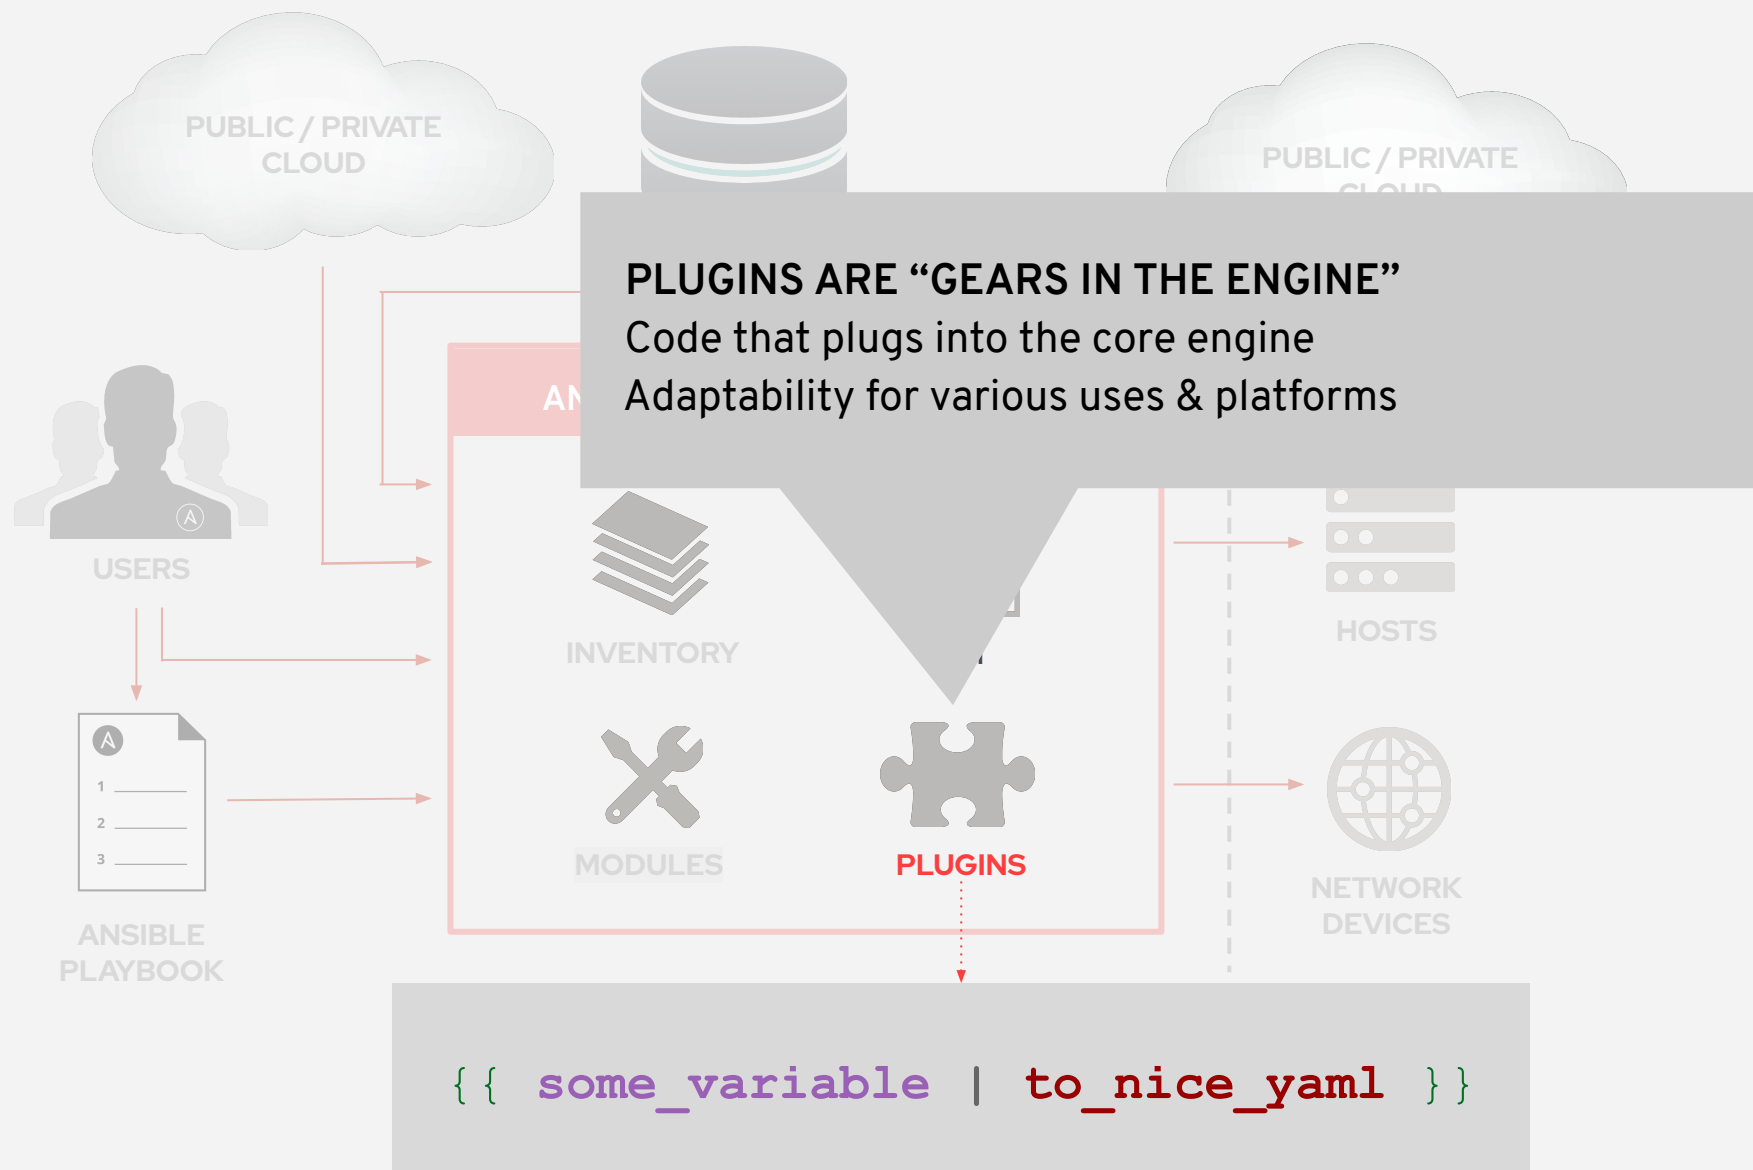 PUBLIC / PRIVATE
CLOUD
PUBLIC / PRIVATE
CLOUD
PLUGINS ARE “GEARS IN THE ENGINE”
Code that plugs into the core engine
Adaptability for various uses & platforms
USERS
INVENTORY
HOSTS
1
2
3
MODULES
PLUGINS
NETWORK
DEVICES
ANSIBLE
PLAYBOOK
{{ some_variable | to_nice_yaml }}